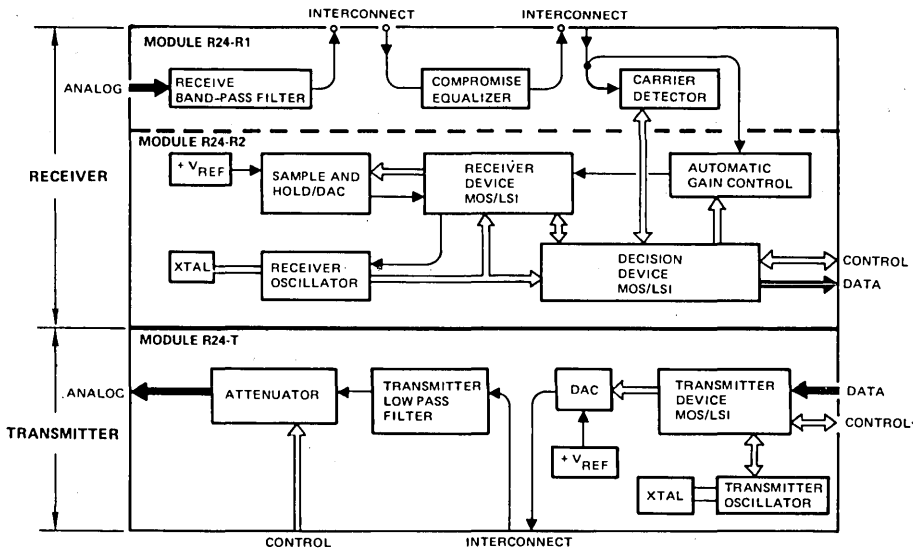 INTERCONNECT
INTERCONNECT
MODULE R24-R1
ANALOG
RECEIVE
BAND-PASS FILTER
COMPROMISE
EQUALIZER
CARRIER
DETECTOR
MODULE R24-R2
RECEIVER
+ VREF
SAMPLE AND
HOLD/DAC
RECEIVER
DEVICE
MOS/LSI
AUTOMATIC
GAIN CONTROL
XTAL
RECEIVER
OSCILLATOR
DECISION
DEVICE
MOS/LSI
CONTROL
DATA
MODULE R24-T
ANALOG
ATTENUATOR
TRANSMITTER
LOW PASS
FILTER
DAC
TRANSMITTER
DEVICE
MOS/LSI
DATA
CONTROL
TRANSMITTER
+ VREF
XTAL
TRANSMITTER
OSCILLATOR
CONTROL
INTERCONNECT